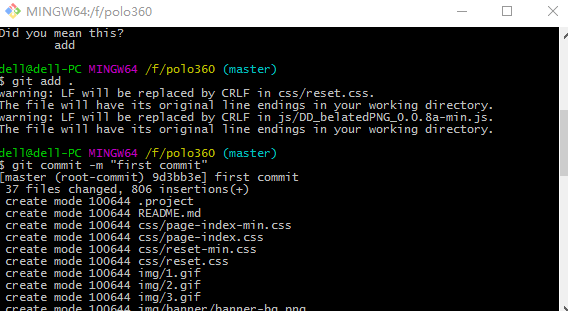 MINGW64:/f/polo360
Did you mean this?
add
dell@dell-PC MINGW64 /f/polo360 (master)
$ git add .
warning: LF will be replaced by CRLF in css/reset.css.
The file will have its original line endings in your working directory.
warning: LF will be replaced by CRLF in js/DD_belatedPNG_0.0.8a-min.js.
The file will have its original line endings in your working directory.
dell@dell-PC MINGW64 /f/polo360 (master)
$ git commit -m "first commit"
[master (root-commit) 9d3bb3e] first commit
37 files changed, 806 insertions(+)
create mode 100644 .project
create mode 100644 README.md
create mode 100644 css/page-index-min.css
create mode 100644 css/page-index.css
create mode 100644 css/reset-min.css
create mode 100644 css/reset.css
create mode 100644 img/1.gif
create mode 100644 img/2.gif
create mode 100644 img/3.gif
create mode 100644 img/banner/banner-bg.png